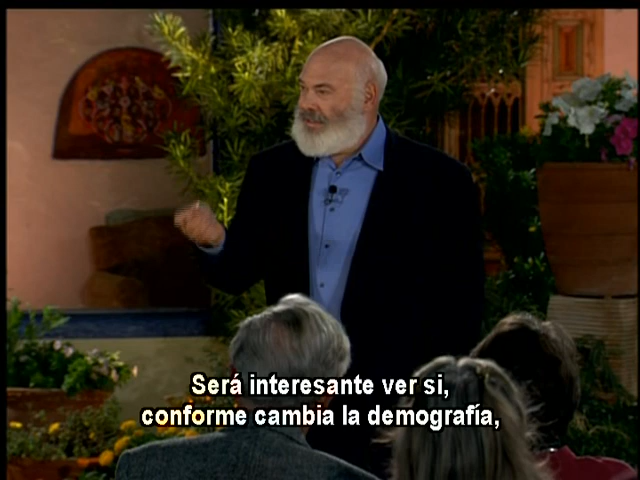 Será interesante ver si,
conforme cambia la demografía,